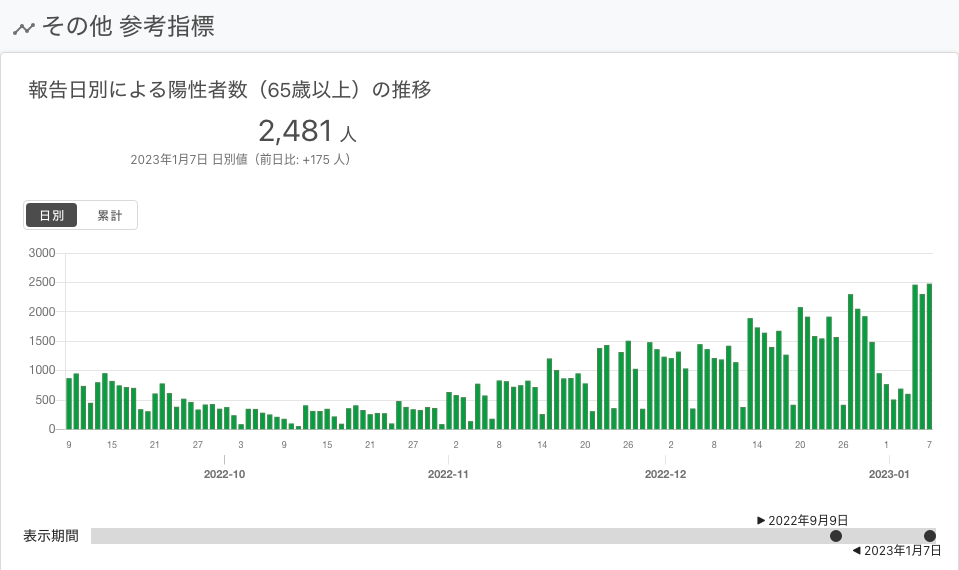 その他 参考指標
報告日別による陽性者数（65歳以上）の推移
2,481 人
2023年1月7日 日別値（前日比: +175 人）
日別 累計
3000
2500
2000
1500
1000
500
0
9 15 21 27 3 9 15 21 27 2 8 14 20 26 2 8 14 20 26 1 7
2022-10 2022-11 2022-12 2023-01
▶ 2022年9月9日
表示期間
◀ 2023年1月7日